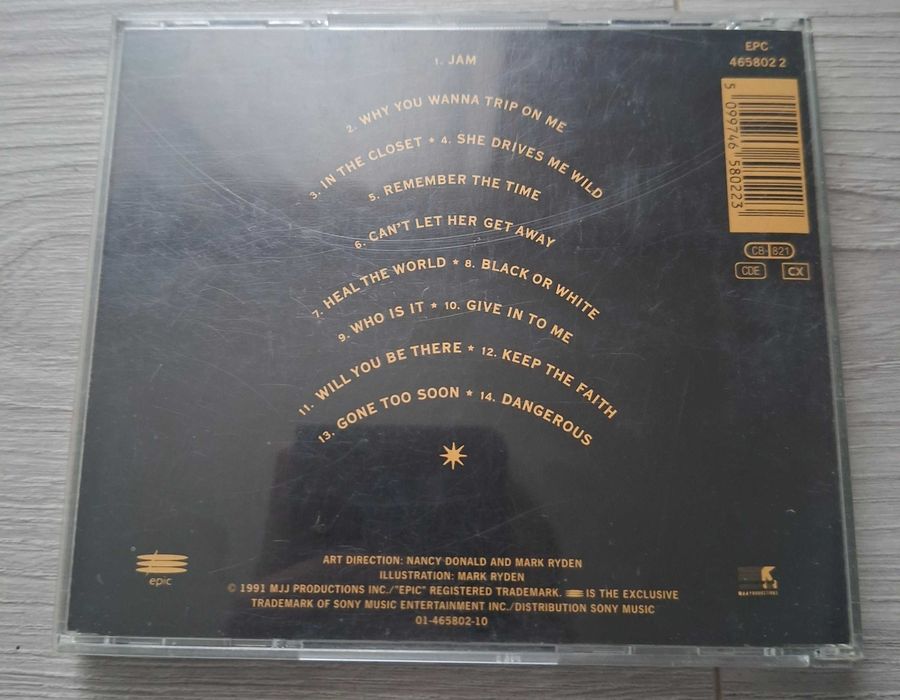 1. JAM
2. WHY YOU WANNA TRIP ON ME
3. IN THE CLOSET ★ 4. SHE DRIVES ME WILD
5. REMEMBER THE TIME
6. CAN'T LET HER GET AWAY
7. HEAL THE WORLD ★ 8. BLACK OR WHITE
9. WHO IS IT ★ 10. GIVE IN TO ME
11. WILL YOU BE THERE ★ 12. KEEP THE FAITH
13. GONE TOO SOON ★ 14. DANGEROUS
EPC
465802 2
5 099746 580223
CB 821
CDE CX
epic
ART DIRECTION: NANCY DONALD AND MARK RYDEN
ILLUSTRATION: MARK RYDEN
© 1991 MJJ PRODUCTIONS INC./"EPIC" REGISTERED TRADEMARK. IS THE EXCLUSIVE
TRADEMARK OF SONY MUSIC ENTERTAINMENT INC./DISTRIBUTION SONY MUSIC
01-465802-10
MJJ PRODUCTIONS